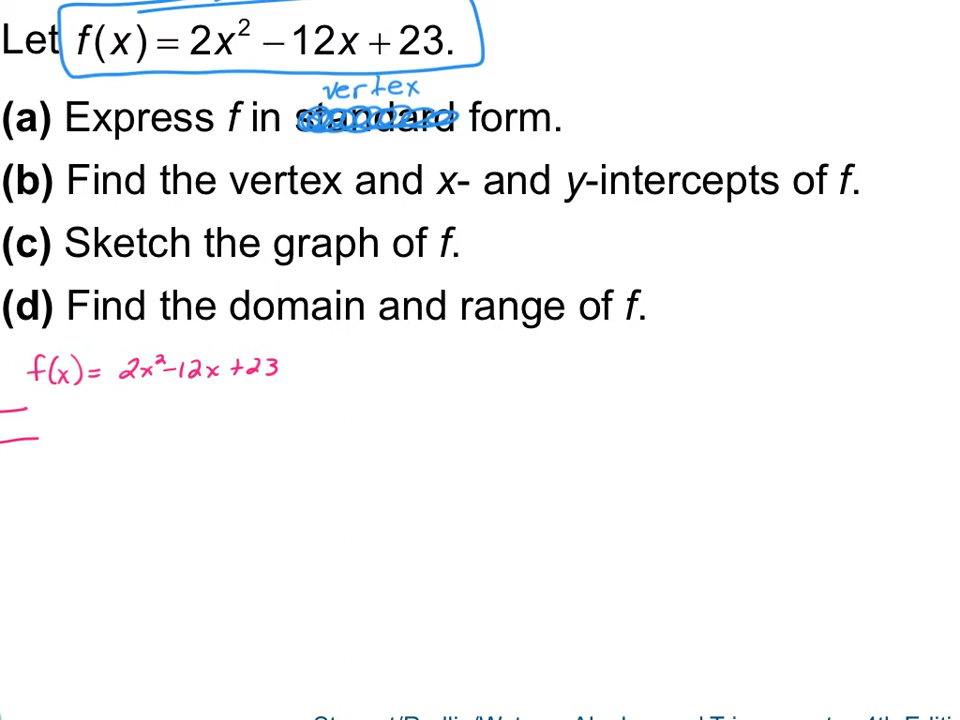 Let f(x) = 2x² − 12x + 23.
vertex
(a) Express f in standard form.
(b) Find the vertex and x- and y-intercepts of f.
(c) Sketch the graph of f.
(d) Find the domain and range of f.
f(x) = 2x² - 12x + 23